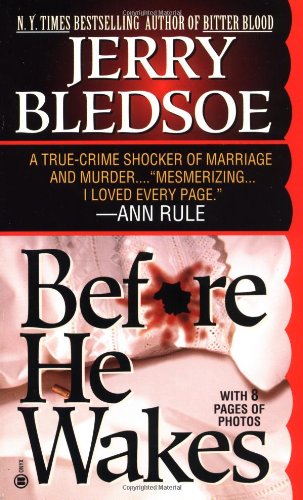 N.Y. TIMES BESTSELLING AUTHOR OF BITTER BLOOD
JERRY
BLEDSOE
A TRUE-CRIME SHOCKER OF MARRIAGE
AND MURDER...."MESMERIZING...
I LOVED EVERY PAGE."
—ANN RULE
Before
He
Wakes
WITH 8
PAGES OF
PHOTOS
ONYX